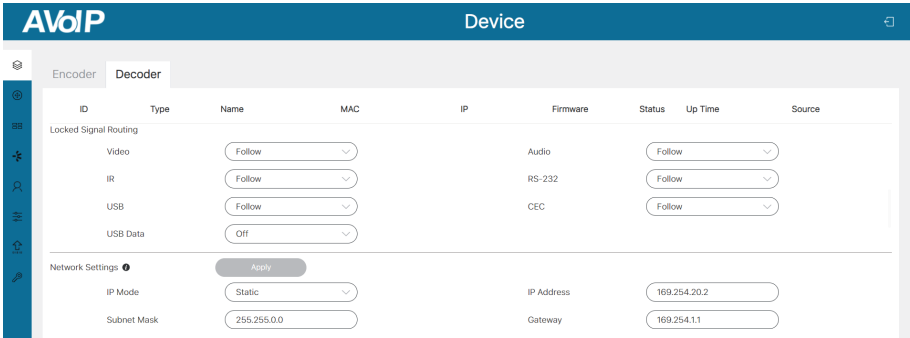 AVoIP Device
Encoder Decoder
ID Type Name MAC IP Firmware Status Up Time Source
Locked Signal Routing
Video Follow Audio Follow
IR Follow RS-232 Follow
USB Follow CEC Follow
USB Data Off
Network Settings Apply
IP Mode Static IP Address 169.254.20.2
Subnet Mask 255.255.0.0 Gateway 169.254.1.1